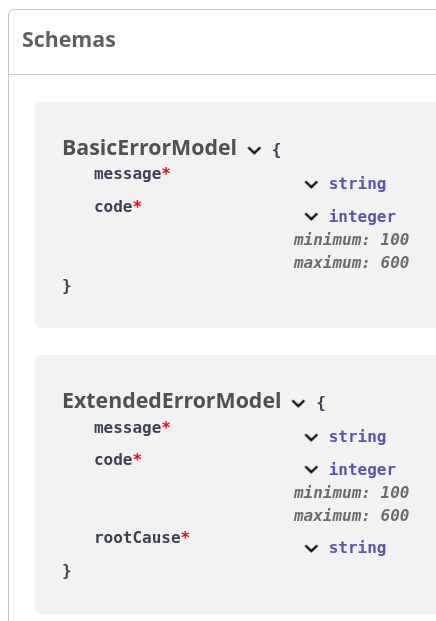 Schemas
BasicErrorModel {
message* string
code* integer
minimum: 100
maximum: 600
}
ExtendedErrorModel {
message* string
code* integer
minimum: 100
maximum: 600
rootCause* string
}